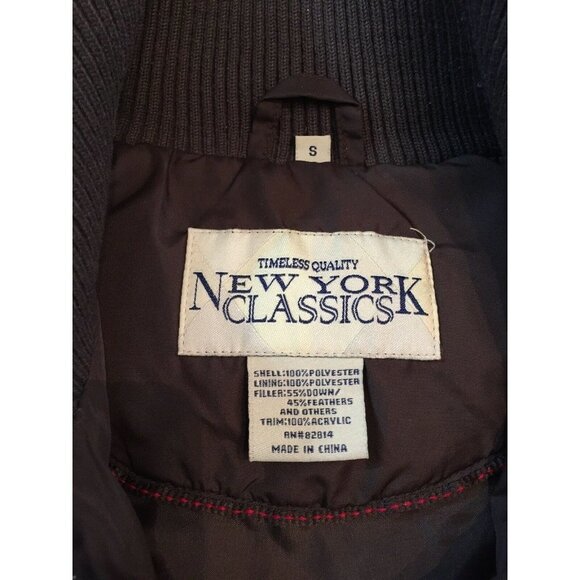 S
TIMELESS QUALITY
NEW YORK
CLASSICS
SHELL:100%POLYESTER
LINING:100%POLYESTER
FILLER:55%DOWN/
45%FEATHERS
AND OTHERS
TRIM:100%ACRYLIC
RN#82814
MADE IN CHINA